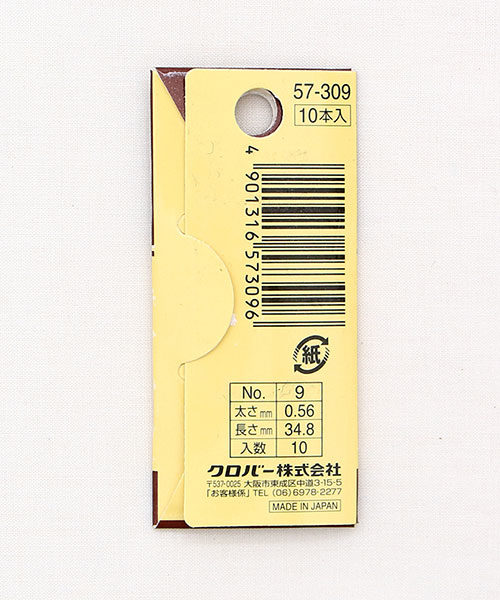 57-309
10本入
4 901316 573096
紙
No. 9
太さmm 0.56
長さmm 34.8
入数 10
クロバー株式会社
〒537-0025 大阪市東成区中道3-15-5
「お客様係」TEL (06) 6978-2277
MADE IN JAPAN